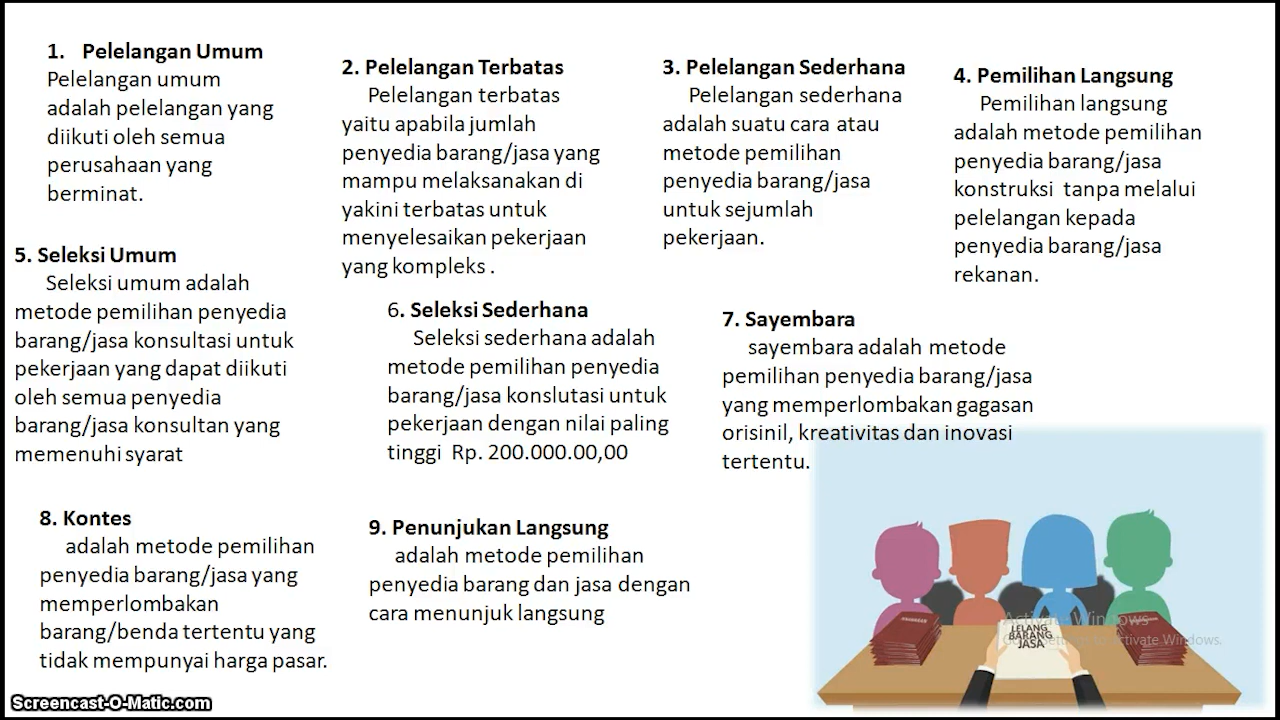 1. Pelelangan Umum
Pelelangan umum
adalah pelelangan yang
diikuti oleh semua
perusahaan yang
berminat.
2. Pelelangan Terbatas
Pelelangan terbatas
yaitu apabila jumlah
penyedia barang/jasa yang
mampu melaksanakan di
yakini terbatas untuk
menyelesaikan pekerjaan
yang kompleks .
3. Pelelangan Sederhana
Pelelangan sederhana
adalah suatu cara atau
metode pemilihan
penyedia barang/jasa
untuk sejumlah
pekerjaan.
4. Pemilihan Langsung
Pemilihan langsung
adalah metode pemilihan
penyedia barang/jasa
konstruksi tanpa melalui
pelelangan kepada
penyedia barang/jasa
rekanan.
5. Seleksi Umum
Seleksi umum adalah
metode pemilihan penyedia
barang/jasa konsultasi untuk
pekerjaan yang dapat diikuti
oleh semua penyedia
barang/jasa konsultan yang
memenuhi syarat
6. Seleksi Sederhana
Seleksi sederhana adalah
metode pemilihan penyedia
barang/jasa konslutasi untuk
pekerjaan dengan nilai paling
tinggi Rp. 200.000.00,00
7. Sayembara
sayembara adalah metode
pemilihan penyedia barang/jasa
yang memperlombakan gagasan
orisinil, kreativitas dan inovasi
tertentu.
8. Kontes
adalah metode pemilihan
penyedia barang/jasa yang
memperlombakan
barang/benda tertentu yang
tidak mempunyai harga pasar.
9. Penunjukan Langsung
adalah metode pemilihan
penyedia barang dan jasa dengan
cara menunjuk langsung
Activate Windows
LELANG
BARANG
JASA
Activate Windows.
Screencast-O-Matic.com